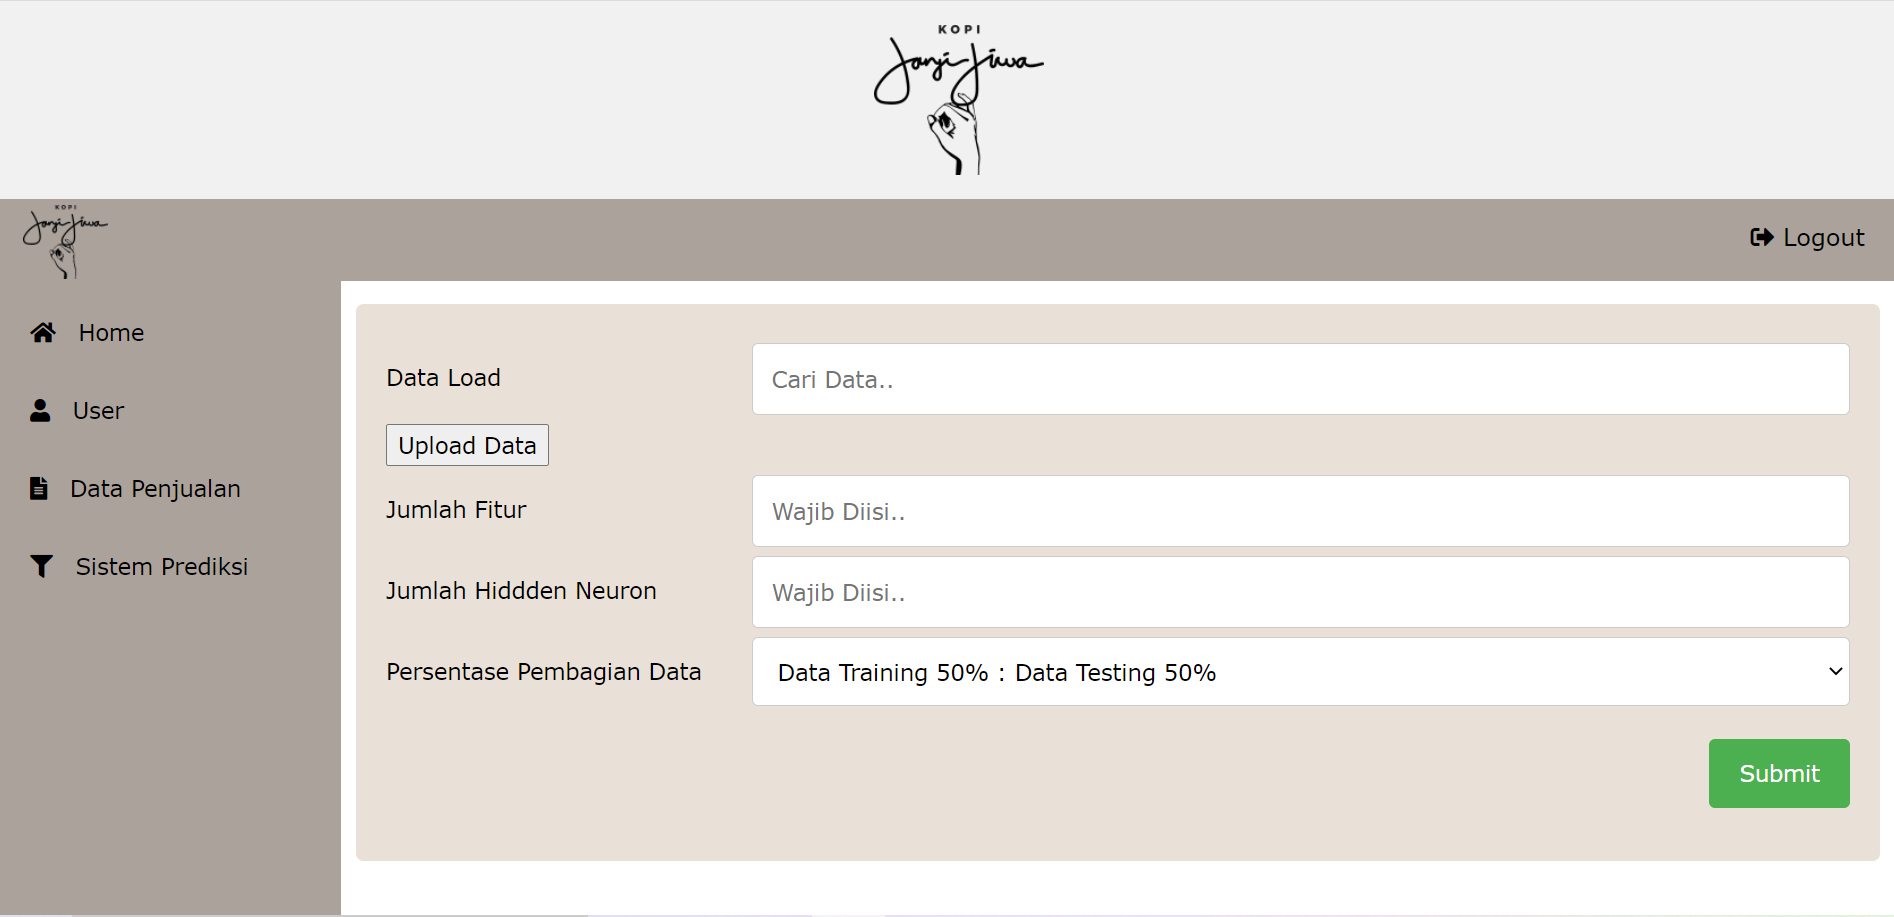 KOPI
Janji Jiwa
KOPI
Janji Jiwa
Logout
Home
User
Data Penjualan
Sistem Prediksi
Data Load
Cari Data..
Upload Data
Jumlah Fitur
Wajib Diisi..
Jumlah Hiddden Neuron
Wajib Diisi..
Persentase Pembagian Data
Data Training 50% : Data Testing 50%
Submit